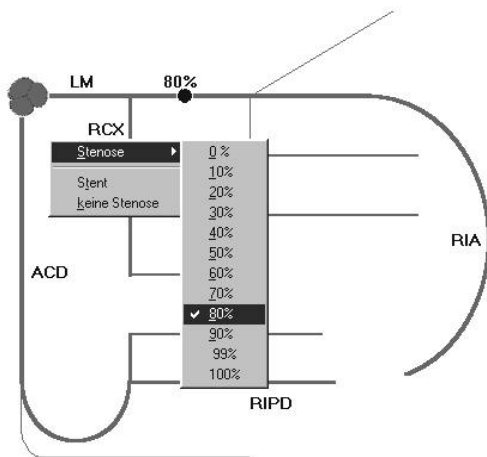 LM
80%
RCX
Stenose
Stent
keine Stenose
0 %
10%
20%
30%
40%
50%
60%
70%
80%
90%
99%
100%
RIA
ACD
RIPD